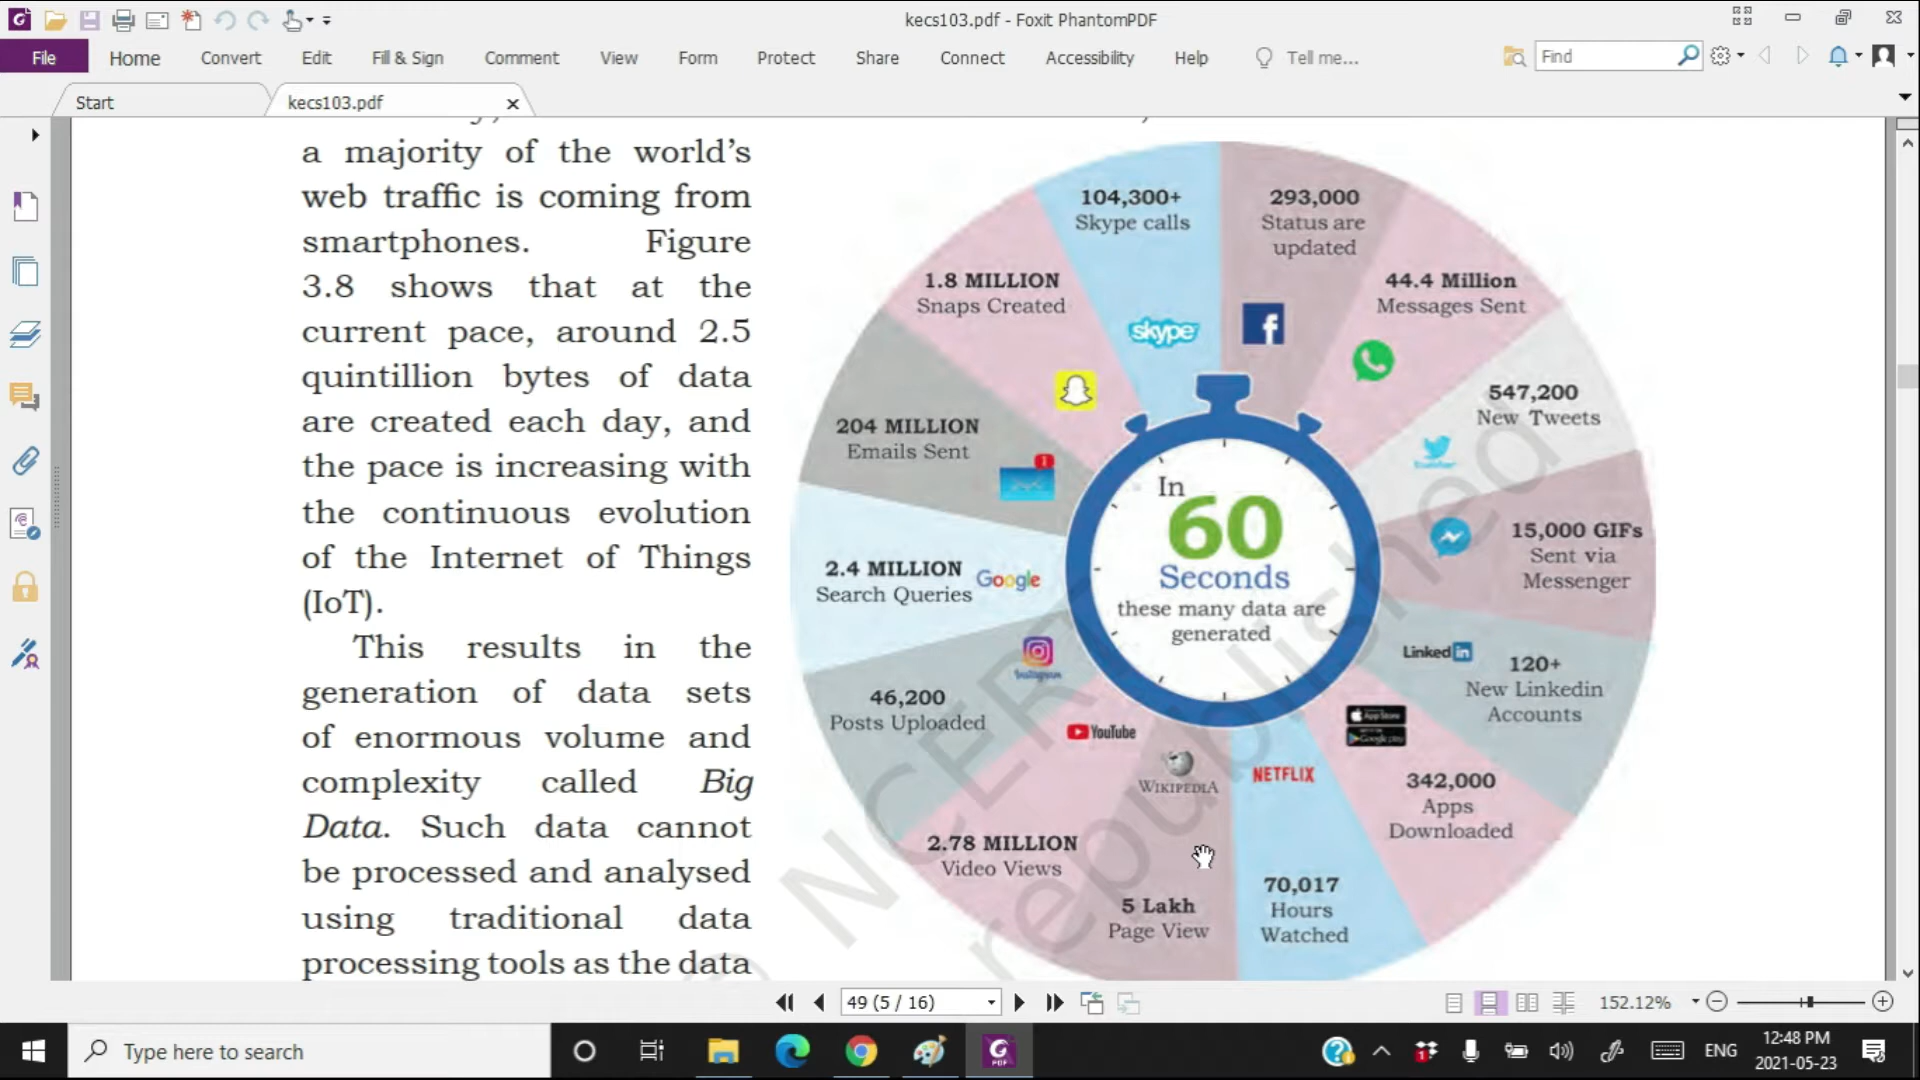 kecs103.pdf - Foxit PhantomPDF
File Home Convert Edit Fill & Sign Comment View Form Protect Share Connect Accessibility Help Tell me... Find
Start kecs103.pdf
a majority of the world's
web traffic is coming from
smartphones. Figure
3.8 shows that at the
current pace, around 2.5
quintillion bytes of data
are created each day, and
the pace is increasing with
the continuous evolution
of the Internet of Things
(IoT).
This results in the
generation of data sets
of enormous volume and
complexity called Big
Data. Such data cannot
be processed and analysed
using traditional data
processing tools as the data
104,300+
Skype calls
skype
293,000
Status are
updated
f
44.4 Million
Messages Sent
547,200
New Tweets
15,000 GIFs
Sent via
Messenger
Linked in
120+
New Linkedin
Accounts
App Store
Google play
342,000
Apps
Downloaded
NETFLIX
70,017
Hours
Watched
WIKIPEDIA
5 Lakh
Page View
YouTube
2.78 MILLION
Video Views
Instagram
46,200
Posts Uploaded
2.4 MILLION
Search Queries
Google
204 MILLION
Emails Sent
1
1.8 MILLION
Snaps Created
In
60
Seconds
these many data are
generated
NCERT
republished
49 (5 / 16)
152.12%
Type here to search
ENG
12:48 PM
2021-05-23